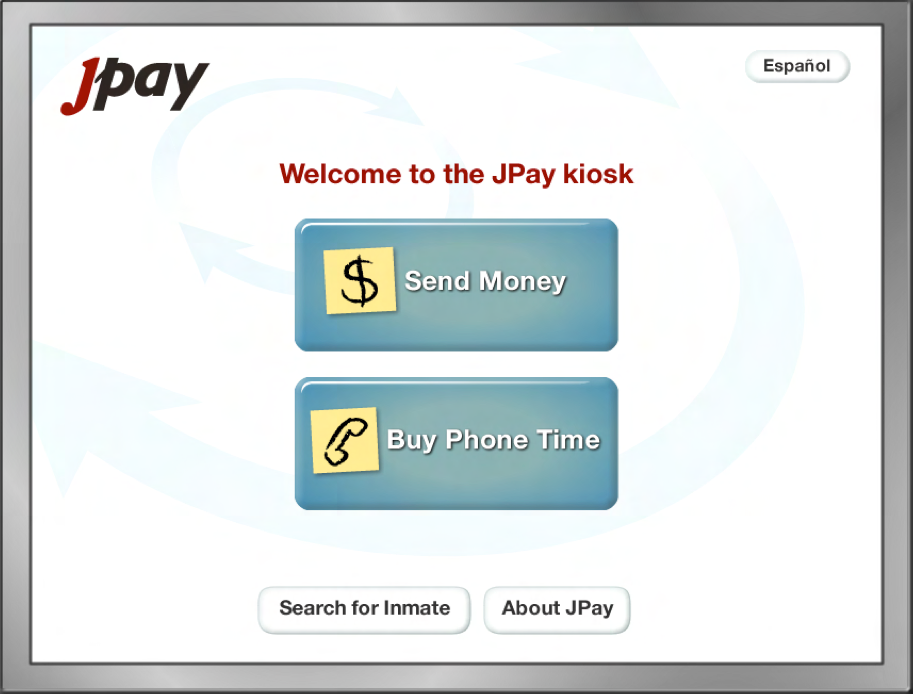 Jpay
Español
Welcome to the JPay kiosk
$ Send Money
Buy Phone Time
Search for Inmate
About JPay